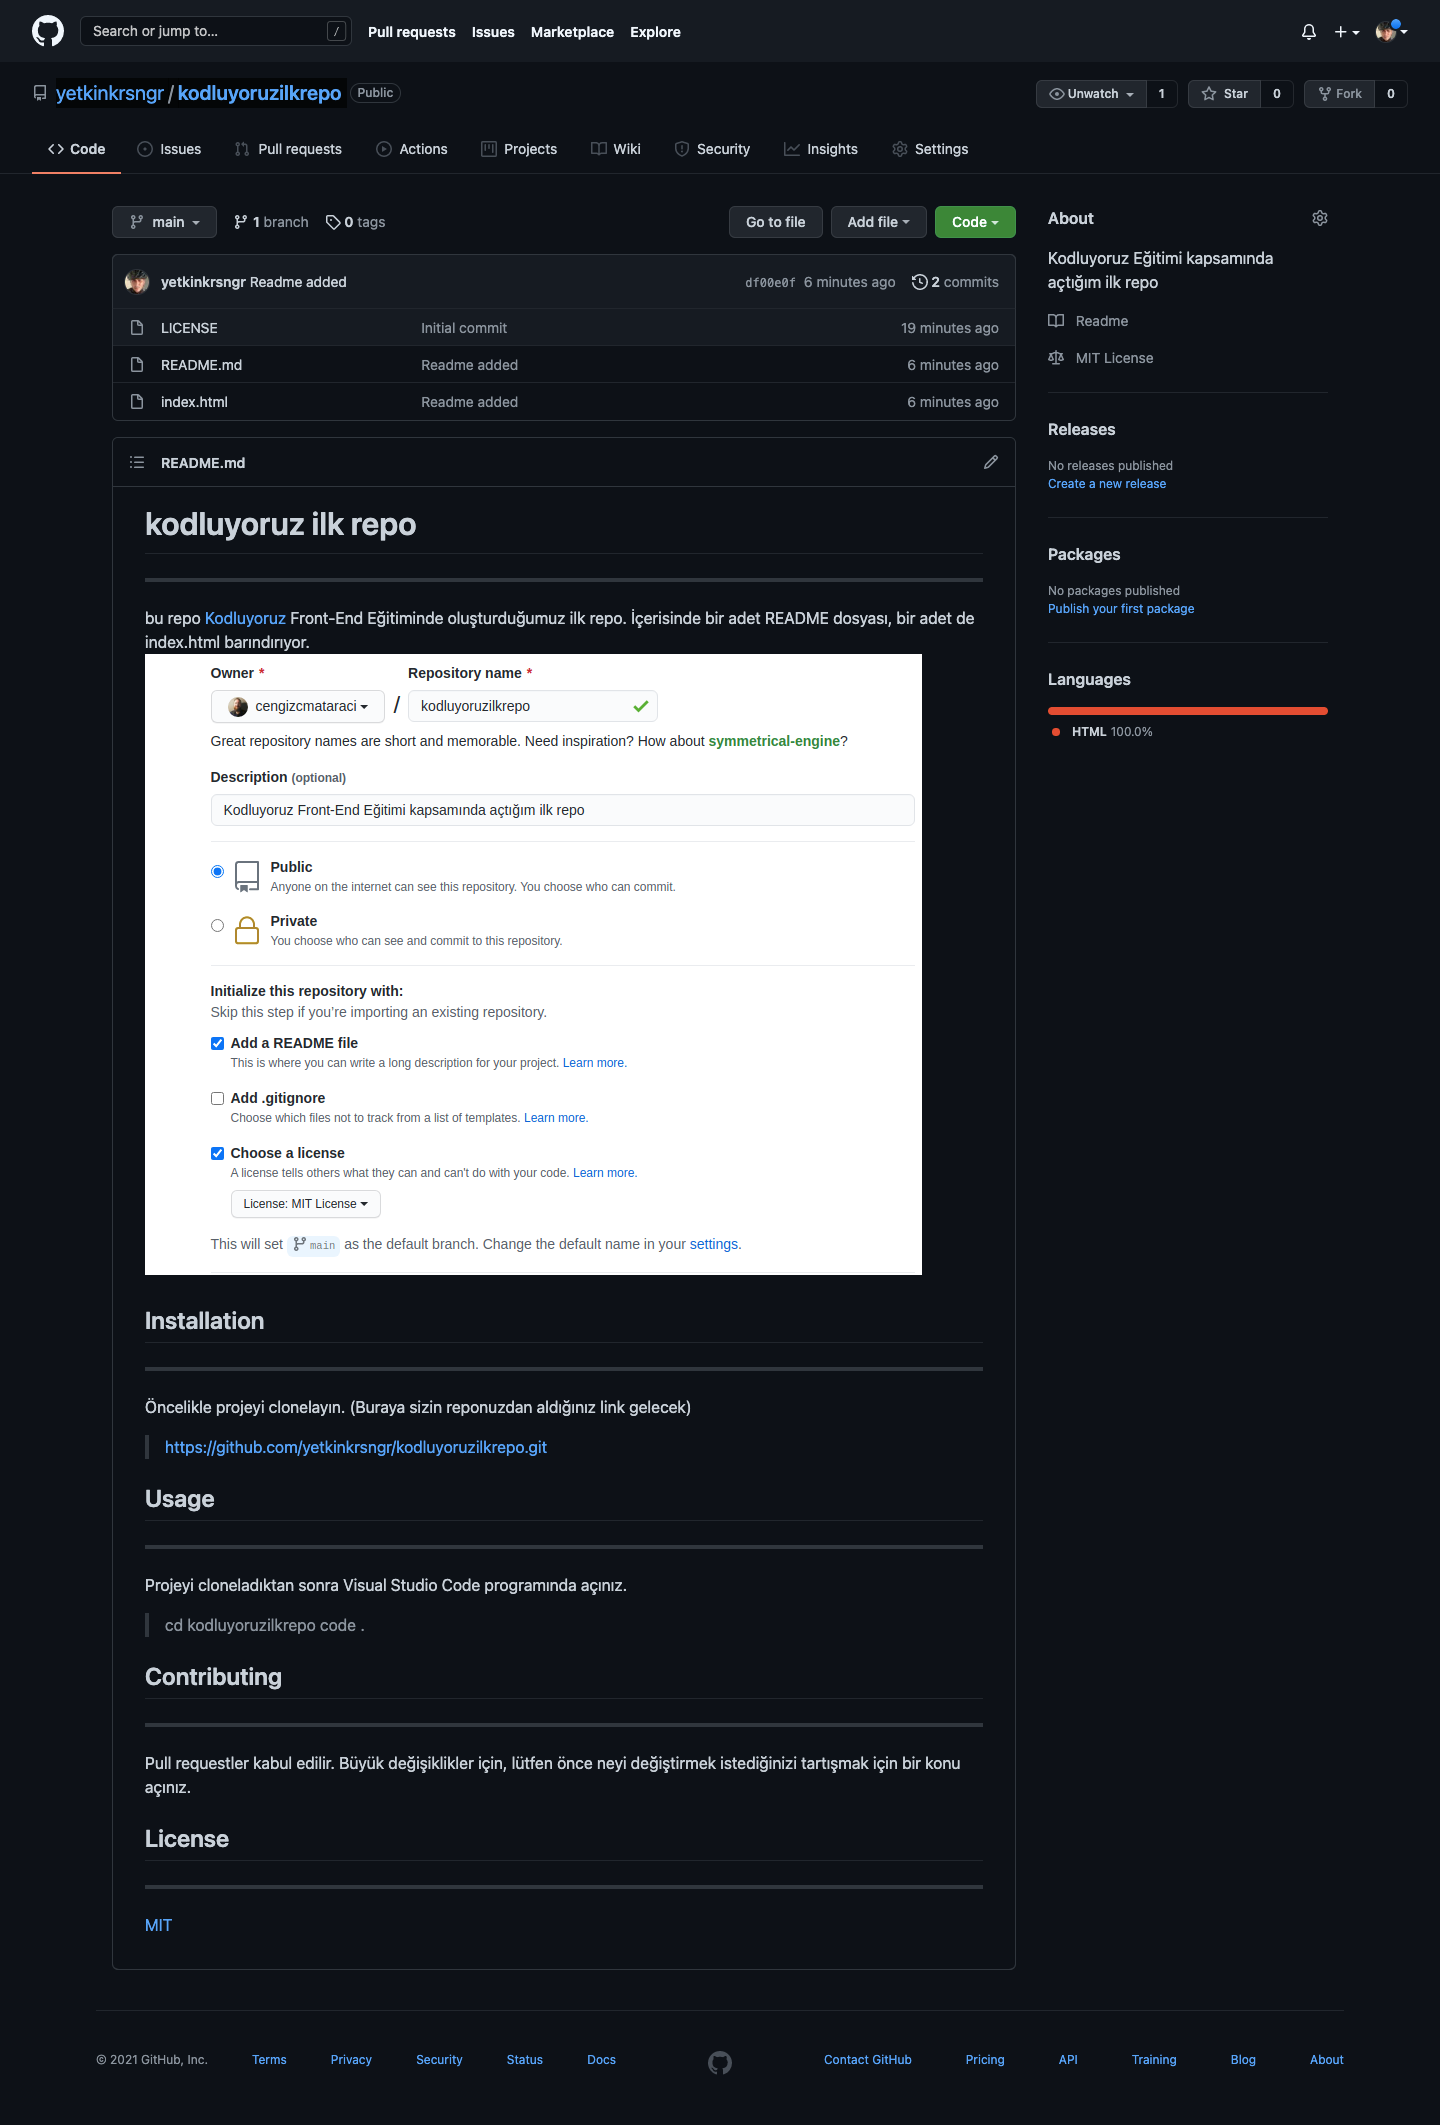 Search or jump to...
/
Pull requests
Issues
Marketplace
Explore
yetkinkrsngr / kodluyoruzilkrepo Public
Unwatch 1
Star 0
Fork 0
Code
Issues
Pull requests
Actions
Projects
Wiki
Security
Insights
Settings
main
1 branch
0 tags
Go to file
Add file
Code
yetkinkrsngr Readme added
df00e0f 6 minutes ago
2 commits
LICENSE Initial commit 19 minutes ago
README.md Readme added 6 minutes ago
index.html Readme added 6 minutes ago
README.md
kodluyoruz ilk repo
bu repo Kodluyoruz Front-End Eğitiminde oluşturduğumuz ilk repo. İçerisinde bir adet README dosyası, bir adet de
index.html barındırıyor.
Owner * Repository name *
cengizcmataraci / kodluyoruzilkrepo
Great repository names are short and memorable. Need inspiration? How about symmetrical-engine?
Description (optional)
Kodluyoruz Front-End Eğitimi kapsamında açtığım ilk repo
Public
Anyone on the internet can see this repository. You choose who can commit.
Private
You choose who can see and commit to this repository.
Initialize this repository with:
Skip this step if you’re importing an existing repository.
Add a README file
This is where you can write a long description for your project. Learn more.
Add .gitignore
Choose which files not to track from a list of templates. Learn more.
Choose a license
A license tells others what they can and can't do with your code. Learn more.
License: MIT License
This will set main as the default branch. Change the default name in your settings.
Installation
Öncelikle projeyi clonelayın. (Buraya sizin reponuzdan aldığınız link gelecek)
https://github.com/yetkinkrsngr/kodluyoruzilkrepo.git
Usage
Projeyi cloneladıktan sonra Visual Studio Code programında açınız.
cd kodluyoruzilkrepo code .
Contributing
Pull requestler kabul edilir. Büyük değişiklikler için, lütfen önce neyi değiştirmek istediğinizi tartışmak için bir konu
açınız.
License
MIT
About
Kodluyoruz Eğitimi kapsamında
açtığım ilk repo
Readme
MIT License
Releases
No releases published
Create a new release
Packages
No packages published
Publish your first package
Languages
HTML 100.0%
© 2021 GitHub, Inc.
Terms
Privacy
Security
Status
Docs
Contact GitHub
Pricing
API
Training
Blog
About